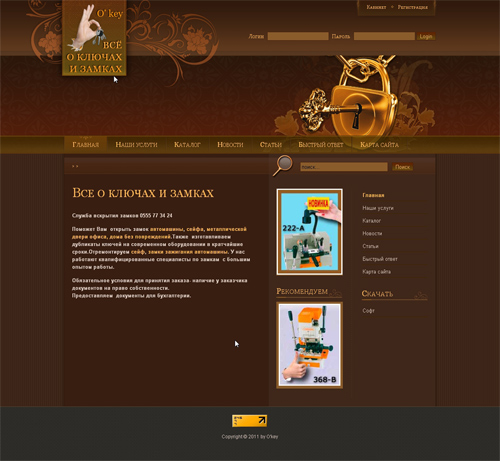 Кабинет Регистрация
O' key
ВСЁ
О КЛЮЧАХ
И ЗАМКАХ
Логин Пароль Login
Главная Наши услуги Каталог Новости Статьи Быстрый ответ Карта сайта
поиск... Поиск
Все о ключах и замках
Служба вскрытия замков 0555 77 34 24
Поможет Вам открыть замок автомашины, сейфа, металлической
двери офиса, дома без повреждений.Также изготавливаем
дубликаты ключей на современном оборудовании в кратчайшие
сроки.Отремонтируем сейф, замки зажигания автомашины. У нас
работают квалифицированные специалисты по замкам с большим
опытом работы.
Обязательное условие для принятия заказа- наличие у заказчика
документов на право собственности.
Предоставляем документы для бухгалтерии.
НОВИНКА
222-A
Рекомендуем
368-B
Главная
Наши услуги
Каталог
Новости
Статьи
Быстрый ответ
Карта сайта
Скачать
Софт
Copyright © 2011 by O'key